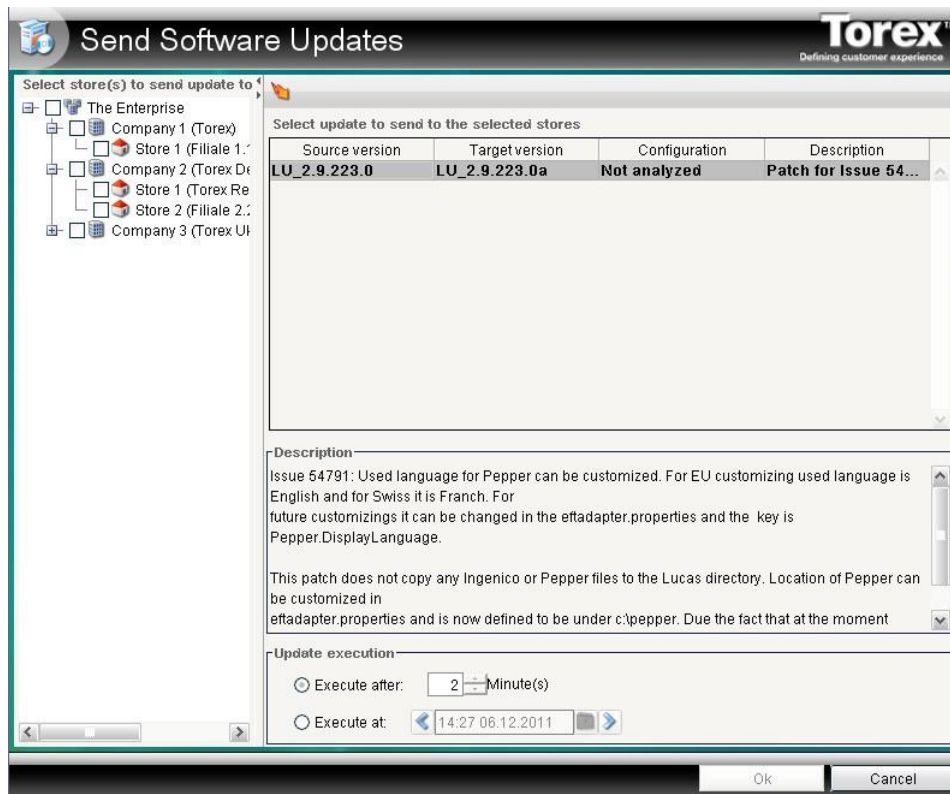 Send Software Updates
Torex
Defining customer experience
Select store(s) to send update to
The Enterprise
Company 1 (Torex)
Store 1 (Filiale 1.
Company 2 (Torex De
Store 1 (Torex Re
Store 2 (Filiale 2.
Company 3 (Torex UK
Select update to send to the selected stores
Source version Target version Configuration Description
LU_2.9.223.0 LU_2.9.223.0a Not analyzed Patch for Issue 54...
Description
Issue 54791: Used language for Pepper can be customized. For EU customizing used language is
English and for Swiss it is Franch. For
future customizings it can be changed in the eftadapter.properties and the key is
Pepper.DisplayLanguage.
This patch does not copy any Ingenico or Pepper files to the Lucas directory. Location of Pepper can
be customized in
eftadapter.properties and is now defined to be under c:\pepper. Due the fact that at the moment
Update execution
Execute after: 2 Minute(s)
Execute at: 14:27 06.12.2011
Ok Cancel